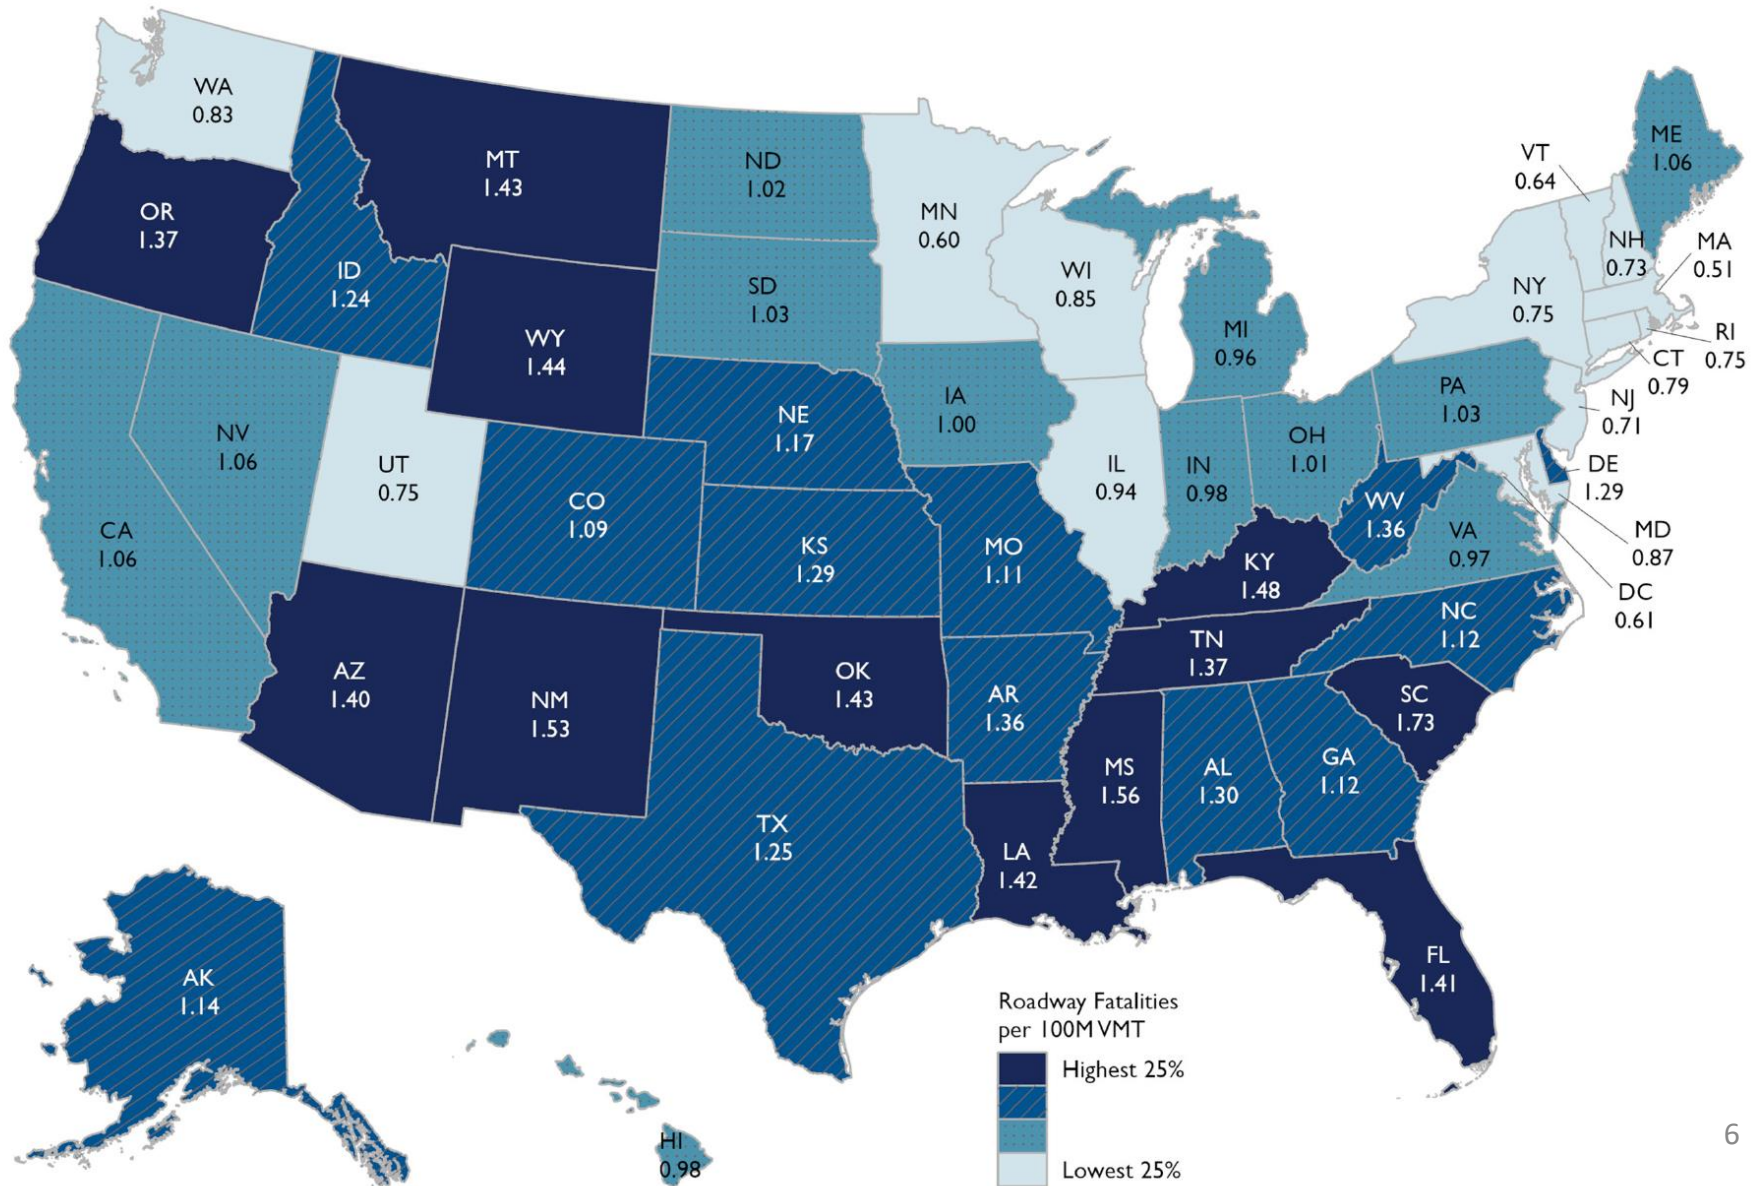 WA
0.83
OR
1.37
MT
1.43
ID
1.24
WY
1.44
ND
1.02
SD
1.03
MN
0.60
WI
0.85
MI
0.96
VT
0.64
ME
1.06
NH
0.73
MA
0.51
NY
0.75
RI
0.75
CT
0.79
NJ
0.71
PA
1.03
DE
1.29
MD
0.87
DC
0.61
NV
1.06
CA
1.06
UT
0.75
CO
1.09
NE
1.17
KS
1.29
IA
1.00
MO
1.11
IL
0.94
IN
0.98
OH
1.01
WV
1.36
VA
0.97
KY
1.48
TN
1.37
NC
1.12
SC
1.73
AZ
1.40
NM
1.53
OK
1.43
AR
1.36
TX
1.25
LA
1.42
MS
1.56
AL
1.30
GA
1.12
FL
1.41
AK
1.14
HI
0.98
Roadway Fatalities
per 100M VMT
Highest 25%
Lowest 25%
6